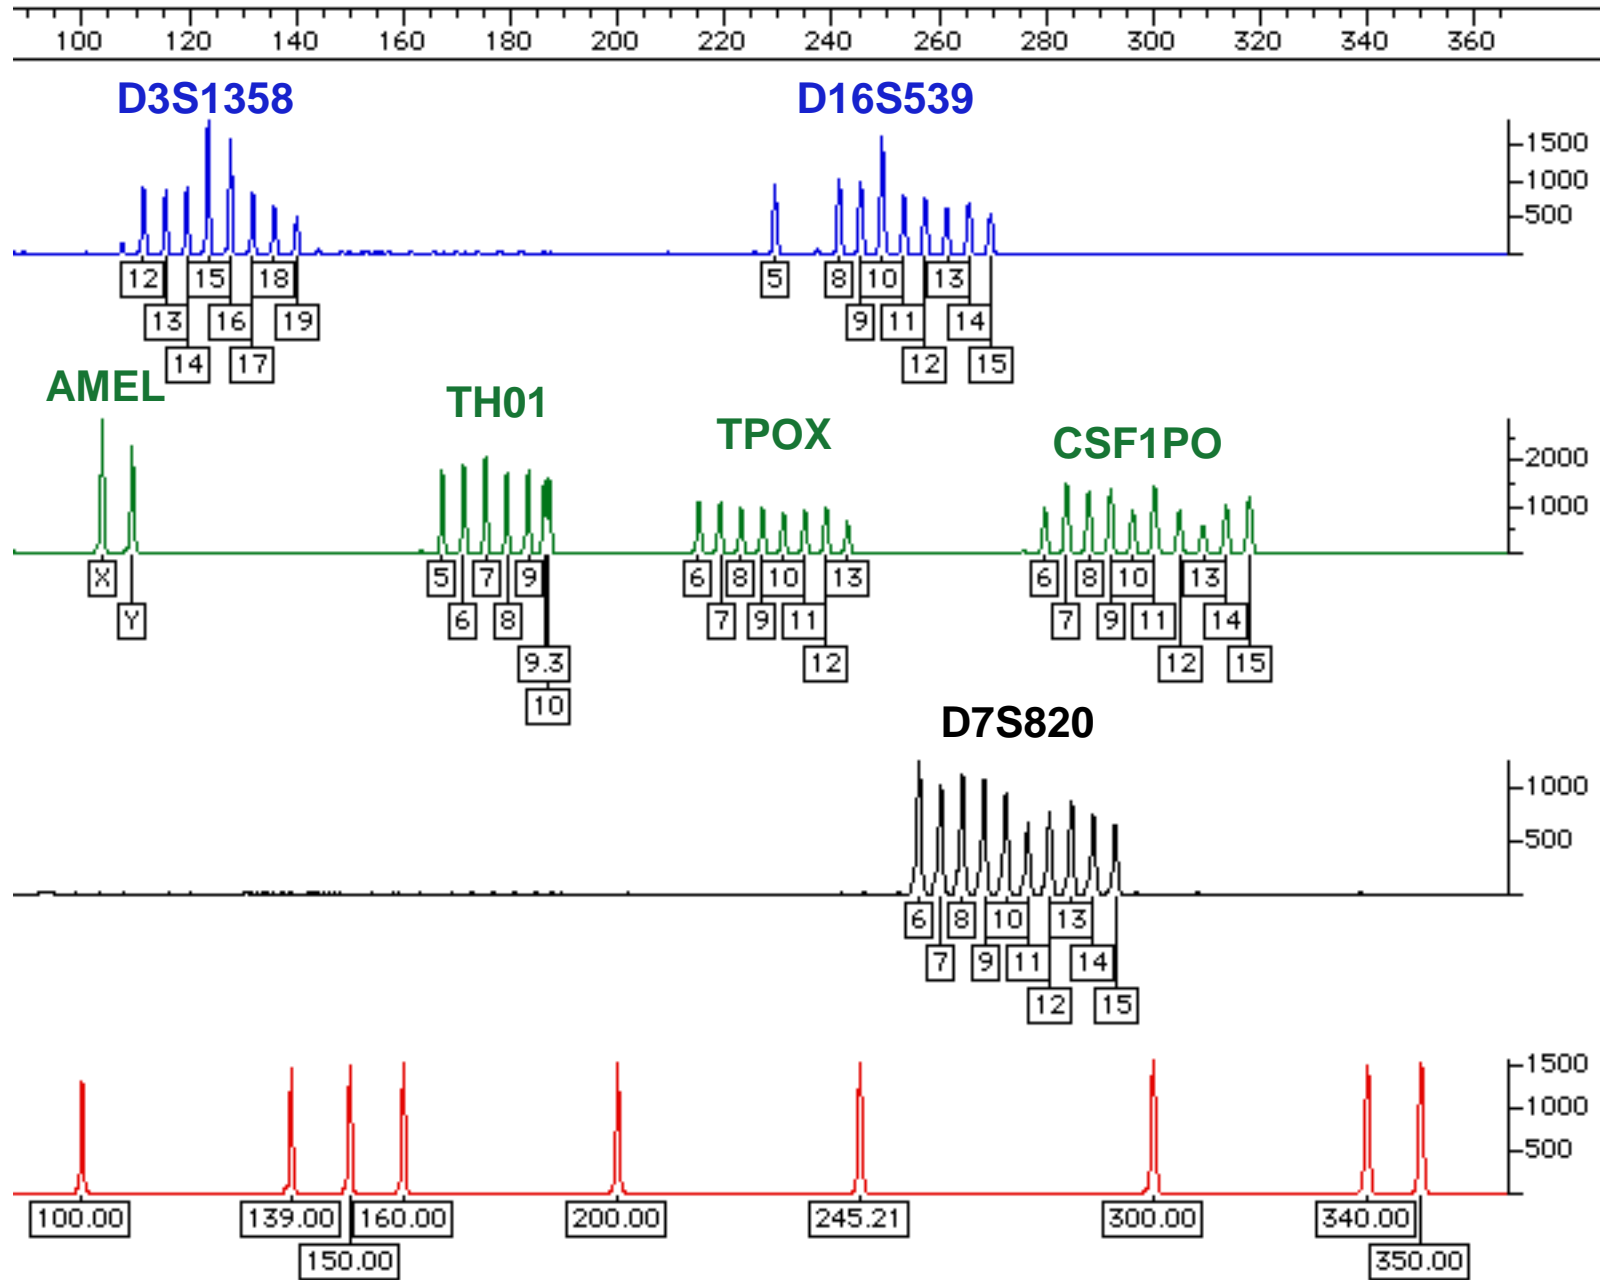 100 120 140 160 180 200 220 240 260 280 300 320 340 360
D3S1358 D16S539
1500
1000
500
12 15 18 5 8 10 13
13 16 19 9 11 14
14 17 12 15
AMEL TH01 TPOX CSF1PO
2000
1000
X 5 7 9 6 8 10 13 6 8 10 13
Y 6 8 7 9 11 7 9 11 14
9.3 12 12 15
10
D7S820
1000
500
6 8 10 13
7 9 11 14
12 15
1500
1000
500
100.00 139.00 160.00 200.00 245.21 300.00 340.00
150.00 350.00